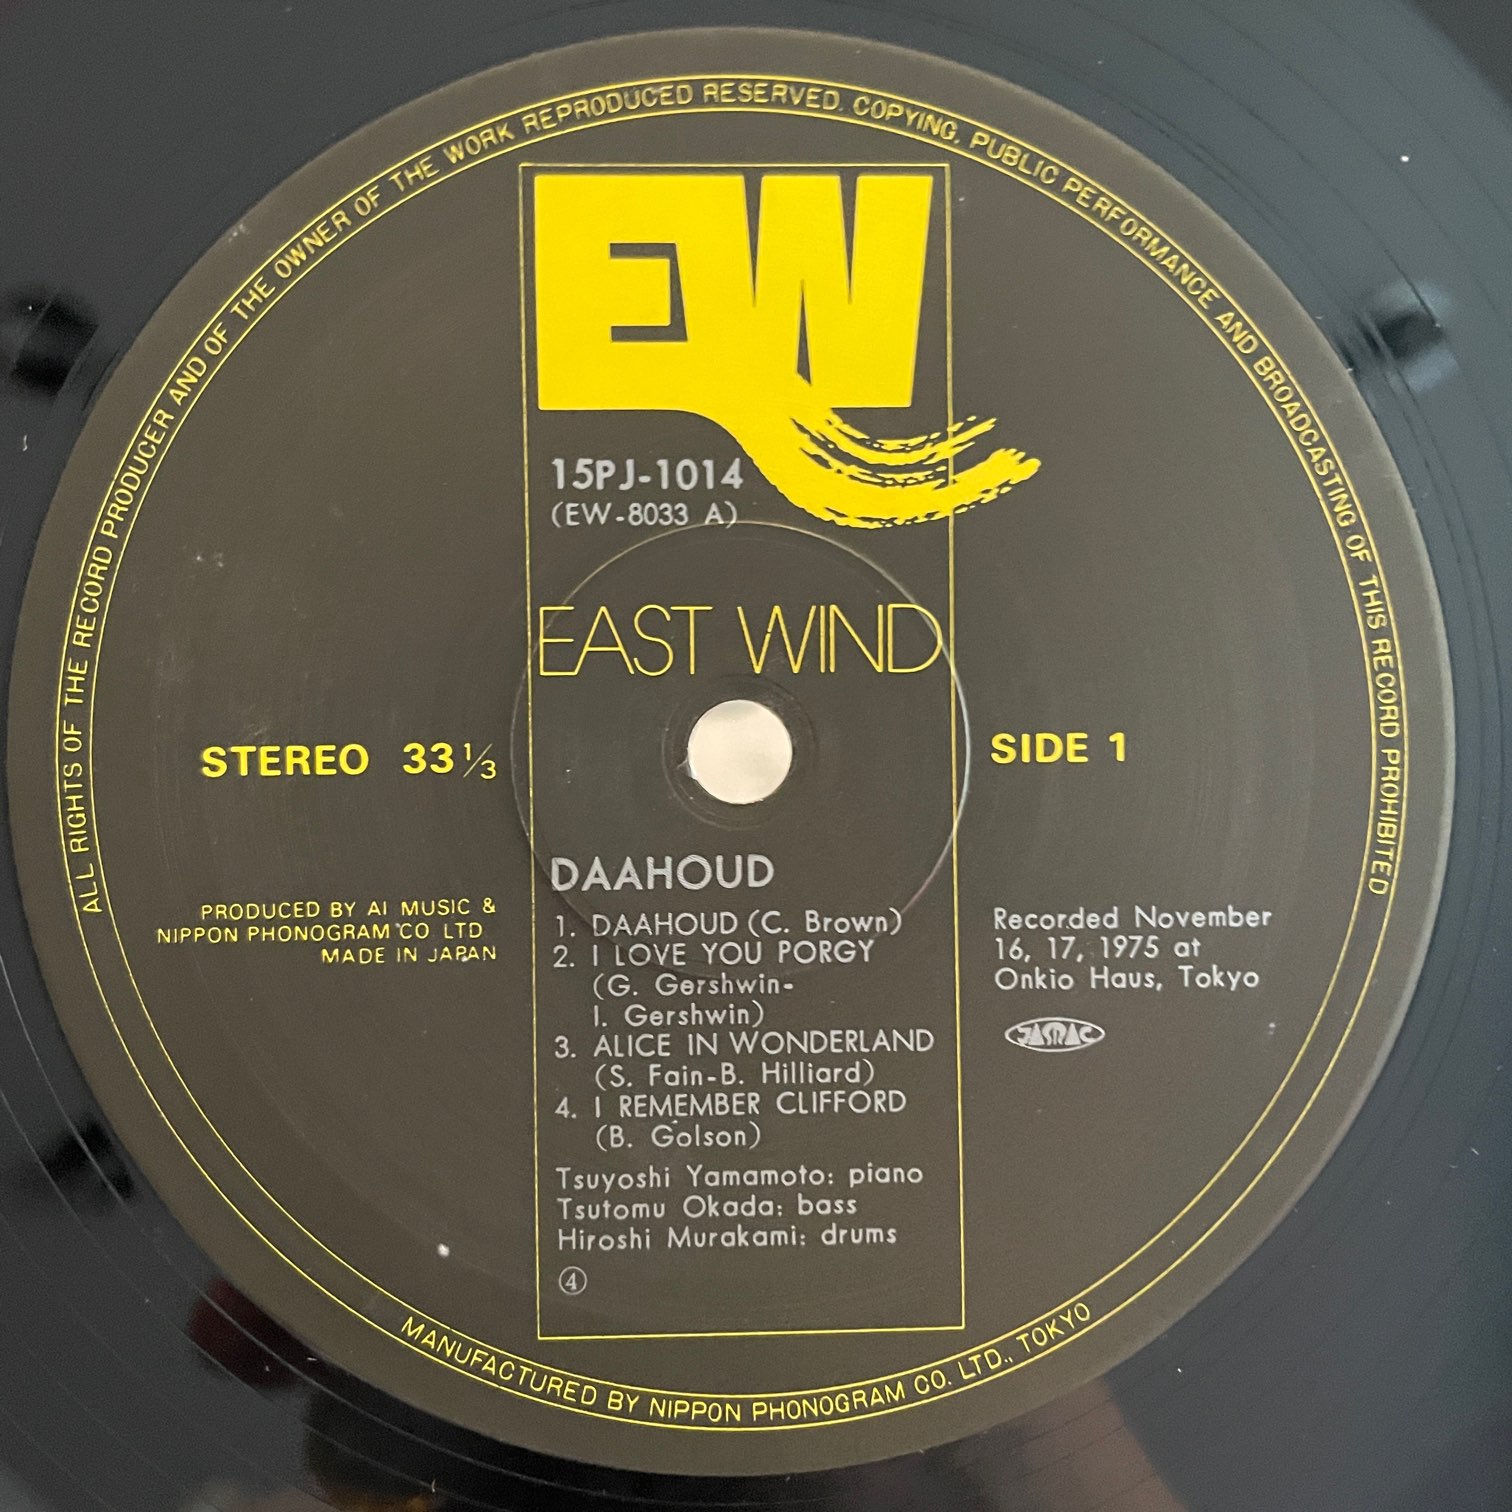 ALL RIGHTS OF THE RECORD PRODUCER AND OF THE OWNER OF THE WORK REPRODUCED RESERVED. COPYING, PUBLIC PERFORMANCE AND BROADCASTING OF THIS RECORD PROHIBITED
EW
15PJ-1014
(EW-8033 A)
EAST WIND
STEREO 33 1/3
SIDE 1
DAAHOUD
1. DAAHOUD (C. Brown)
2. I LOVE YOU PORGY
(G. Gershwin-
I. Gershwin)
3. ALICE IN WONDERLAND
(S. Fain-B. Hilliard)
4. I REMEMBER CLIFFORD
(B. Golson)
Tsuyoshi Yamamoto: piano
Tsutomu Okada: bass
Hiroshi Murakami: drums
④
PRODUCED BY AI MUSIC &
NIPPON PHONOGRAM CO LTD
MADE IN JAPAN
Recorded November
16, 17, 1975 at
Onkio Haus, Tokyo
JASRAC
MANUFACTURED BY NIPPON PHONOGRAM CO. LTD., TOKYO